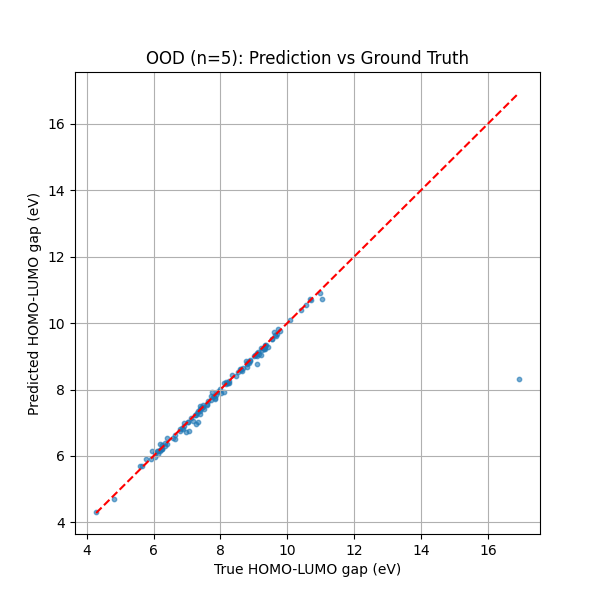 OOD (n=5): Prediction vs Ground Truth
Predicted HOMO-LUMO gap (eV)
16
14
12
10
8
6
4
4 6 8 10 12 14 16
True HOMO-LUMO gap (eV)